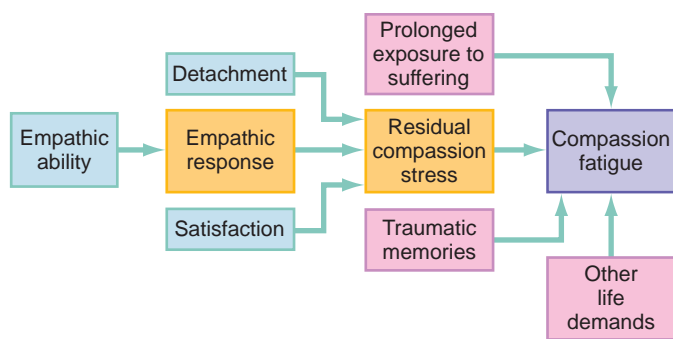 Prolonged
exposure to
suffering
Detachment
Empathic
ability
Empathic
response
Residual
compassion
stress
Compassion
fatigue
Satisfaction
Traumatic
memories
Other
life
demands